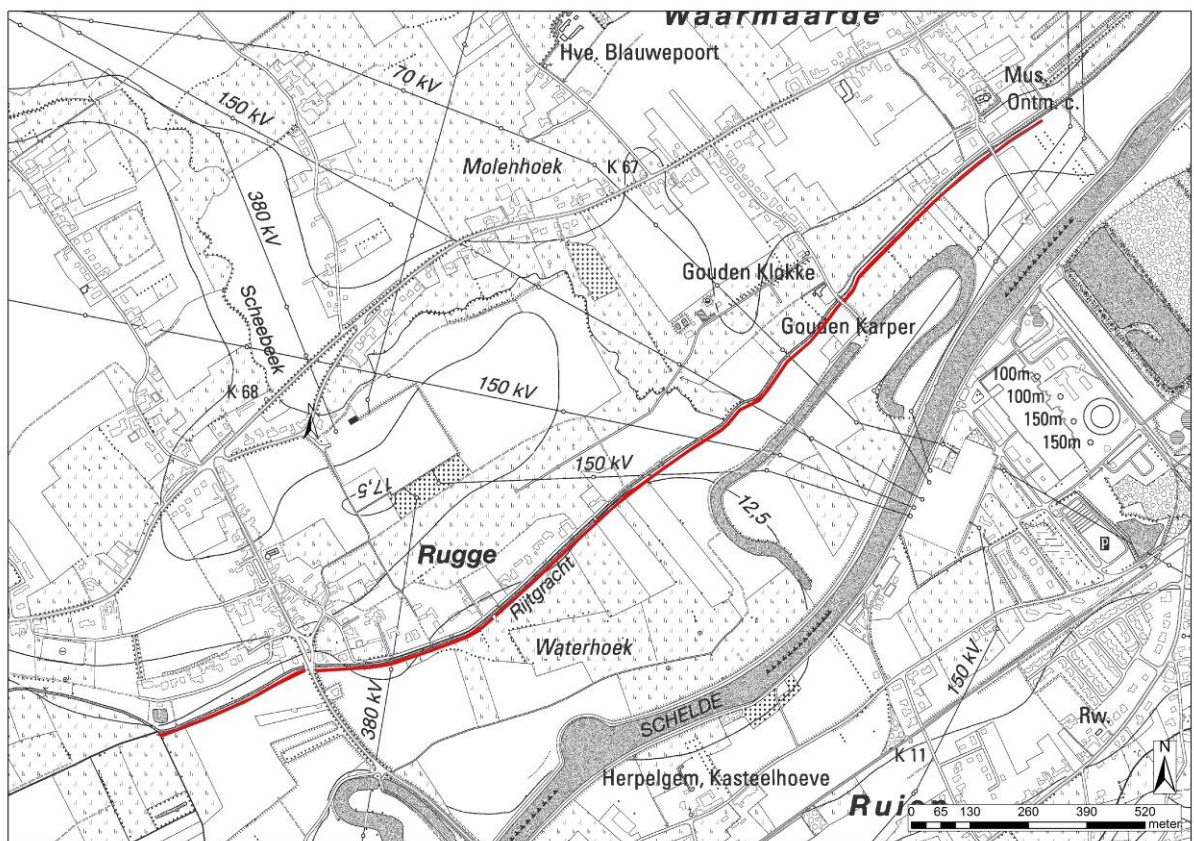 Waarmaarde
Hve. Blauwepoort
Mus.
Ontm. c.
70 kV
150 kV
Molenhoek
K 67
380 kV
Scheebeek
Gouden Klokke
Gouden Karper
K 68
N
150 kV
100m
100m
150m
150m
150 kV
17,5
12,5
Rugge
P
Rijtgracht
Waterhoek
150 kV
380 kV
SCHELDE
Rw.
K 11
Herpelgem, Kasteelhoeve
N
Ruien
0 65 130 260 390 520
meter